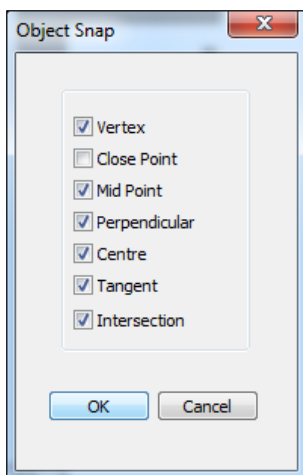 Object Snap
Vertex
Close Point
Mid Point
Perpendicular
Centre
Tangent
Intersection
OK Cancel